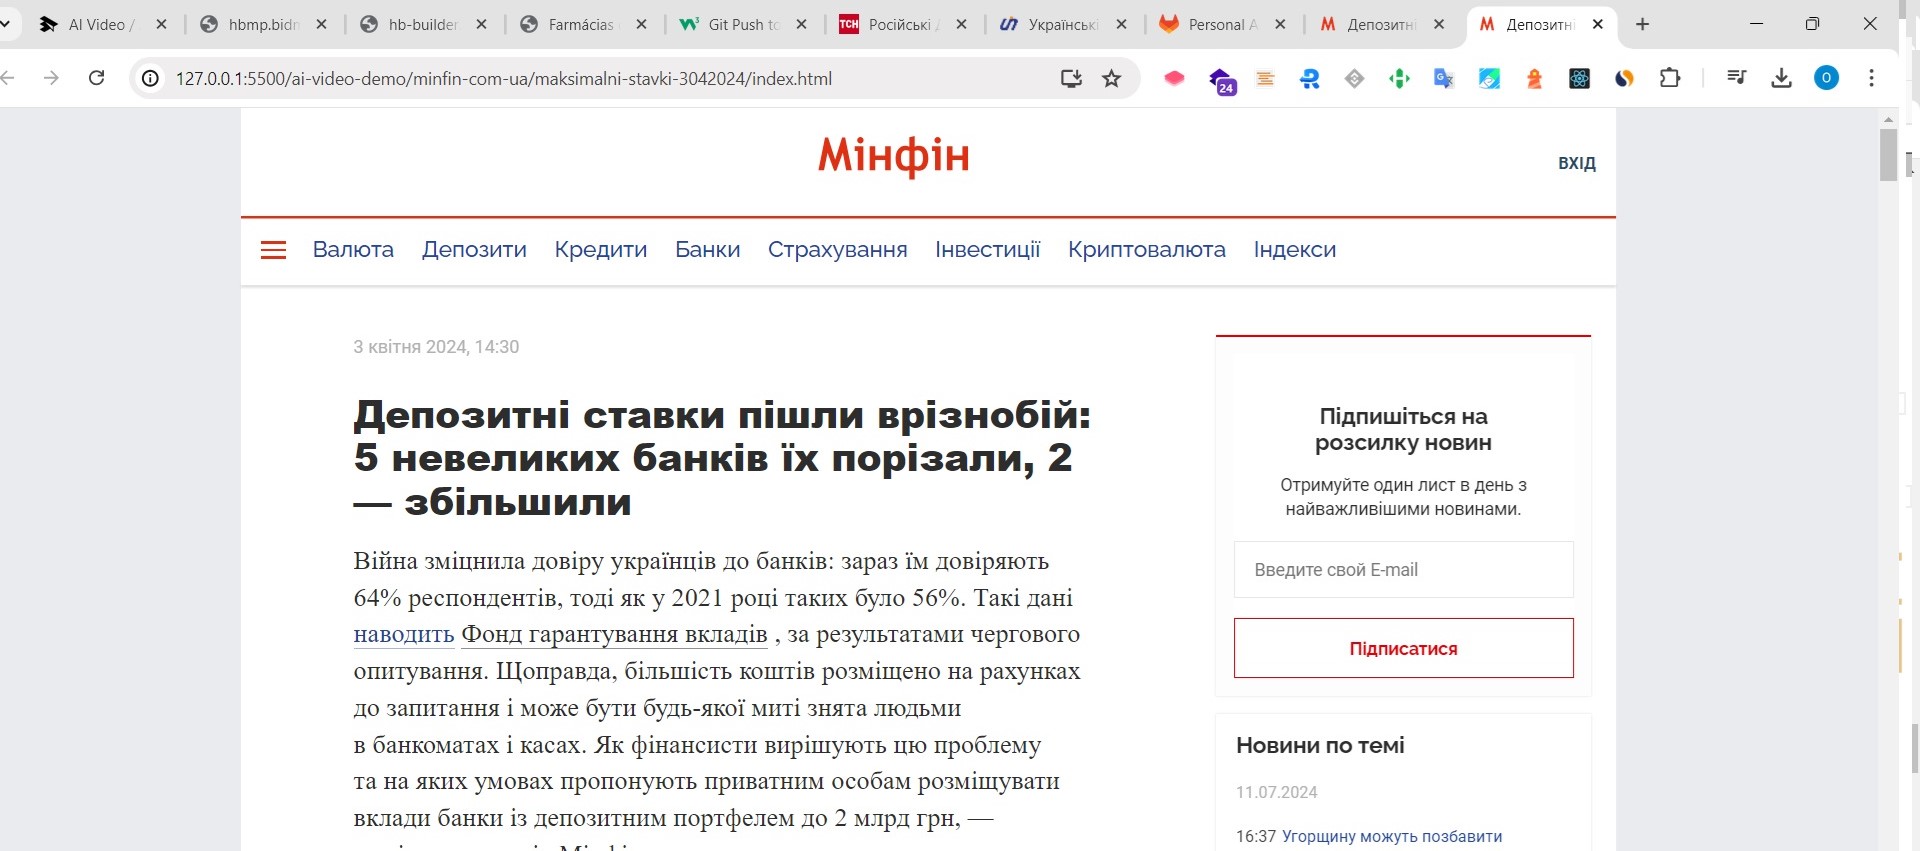 AI Video /
hbmp.bidm
hb-builder
Farmácias
Git Push to
ТСН Російські
Українські
Personal A
Депозитні
Депозитні
127.0.0.1:5500/ai-video-demo/minfin-com-ua/maksimalni-stavki-3042024/index.html
24
O
Мінфін
ВХІД
Валюта Депозити Кредити Банки Страхування Інвестиції Криптовалюта Індекси
3 квітня 2024, 14:30
Депозитні ставки пішли врізнобій:
5 невеликих банків їх порізали, 2
— збільшили
Війна зміцнила довіру українців до банків: зараз їм довіряють
64% респондентів, тоді як у 2021 році таких було 56%. Такі дані
наводить Фонд гарантування вкладів , за результатами чергового
опитування. Щоправда, більшість коштів розміщено на рахунках
до запитання і може бути будь-якої миті знята людьми
в банкоматах і касах. Як фінансисти вирішують цю проблему
та на яких умовах пропонують приватним особам розміщувати
вклади банки із депозитним портфелем до 2 млрд грн, —
Підпишіться на
розсилку новин
Отримуйте один лист в день з
найважливішими новинами.
Введите свой E-mail
Підписатися
Новини по темі
11.07.2024
16:37 Угорщину можуть позбавити